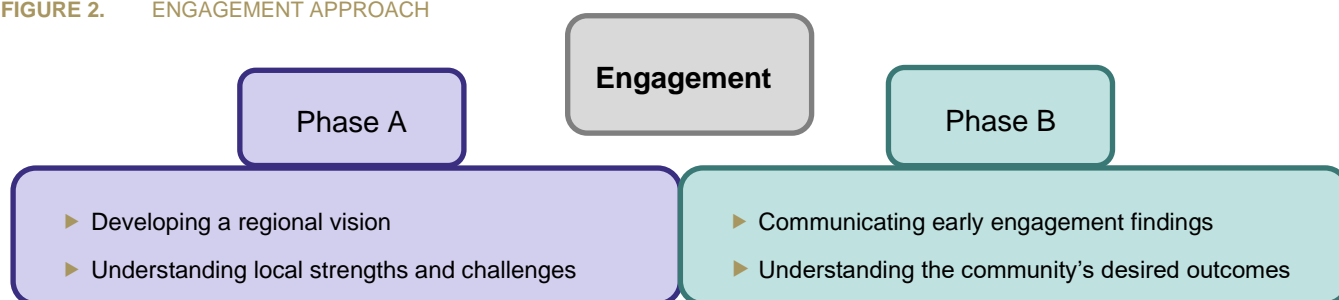 FIGURE 2. ENGAGEMENT APPROACH
Engagement
Phase A
Phase B
Developing a regional vision
Understanding local strengths and challenges
Communicating early engagement findings
Understanding the community’s desired outcomes